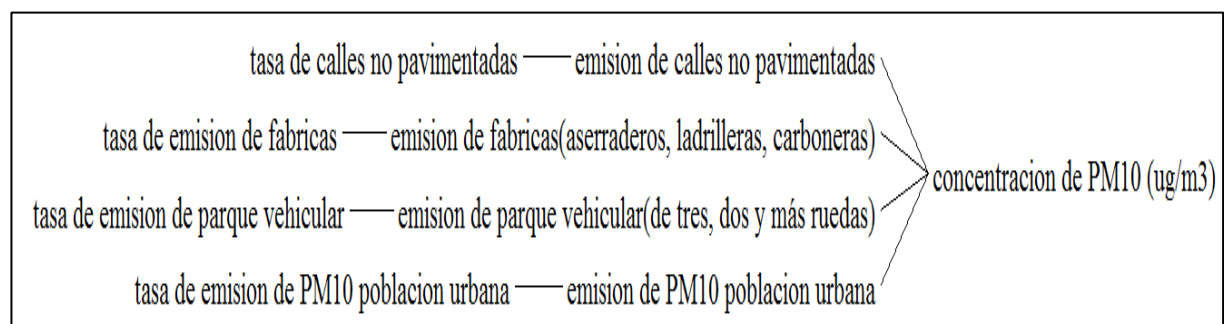 tasa de calles no pavimentadas emision de calles no pavimentadas
tasa de emision de fabricas emision de fabricas(aserraderos, ladrilleras, carboneras)
concentracion de PM10 (ug/m3)
tasa de emision de parque vehicular emision de parque vehicular(de tres, dos y más ruedas)
tasa de emision de PM10 poblacion urbana emision de PM10 poblacion urbana